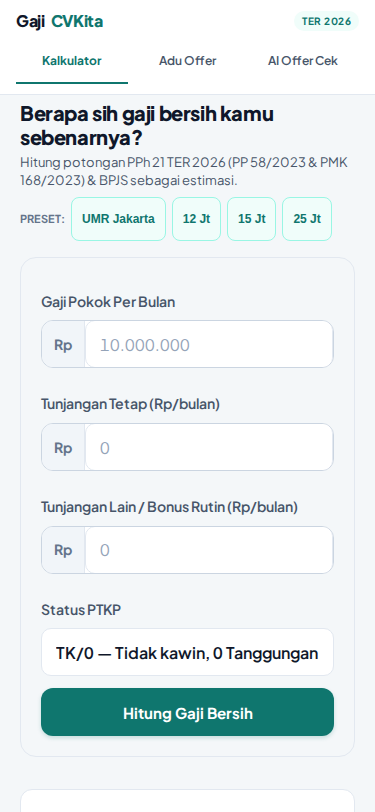 Gaji CVKita
TER 2026
Kalkulator
Adu Offer
AI Offer Cek
Berapa sih gaji bersih kamu
sebenarnya?
Hitung potongan PPh 21 TER 2026 (PP 58/2023 & PMK
168/2023) & BPJS sebagai estimasi.
PRESET:
UMR Jakarta
12 Jt
15 Jt
25 Jt
Gaji Pokok Per Bulan
Rp
10.000.000
Tunjangan Tetap (Rp/bulan)
Rp
0
Tunjangan Lain / Bonus Rutin (Rp/bulan)
Rp
0
Status PTKP
TK/0 — Tidak kawin, 0 Tanggungan
Hitung Gaji Bersih